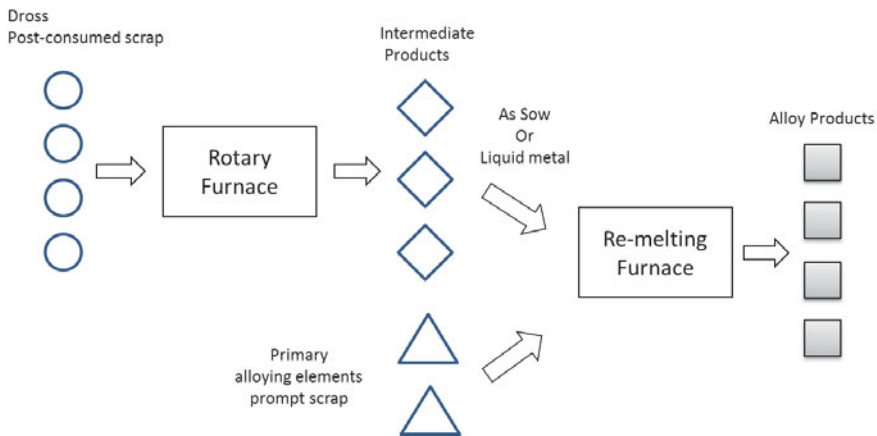 Dross
Post-consumed scrap
Rotary
Furnace
Intermediate
Products
As Sow
Or
Liquid metal
Primary
alloying elements
prompt scrap
Re-melting
Furnace
Alloy Products